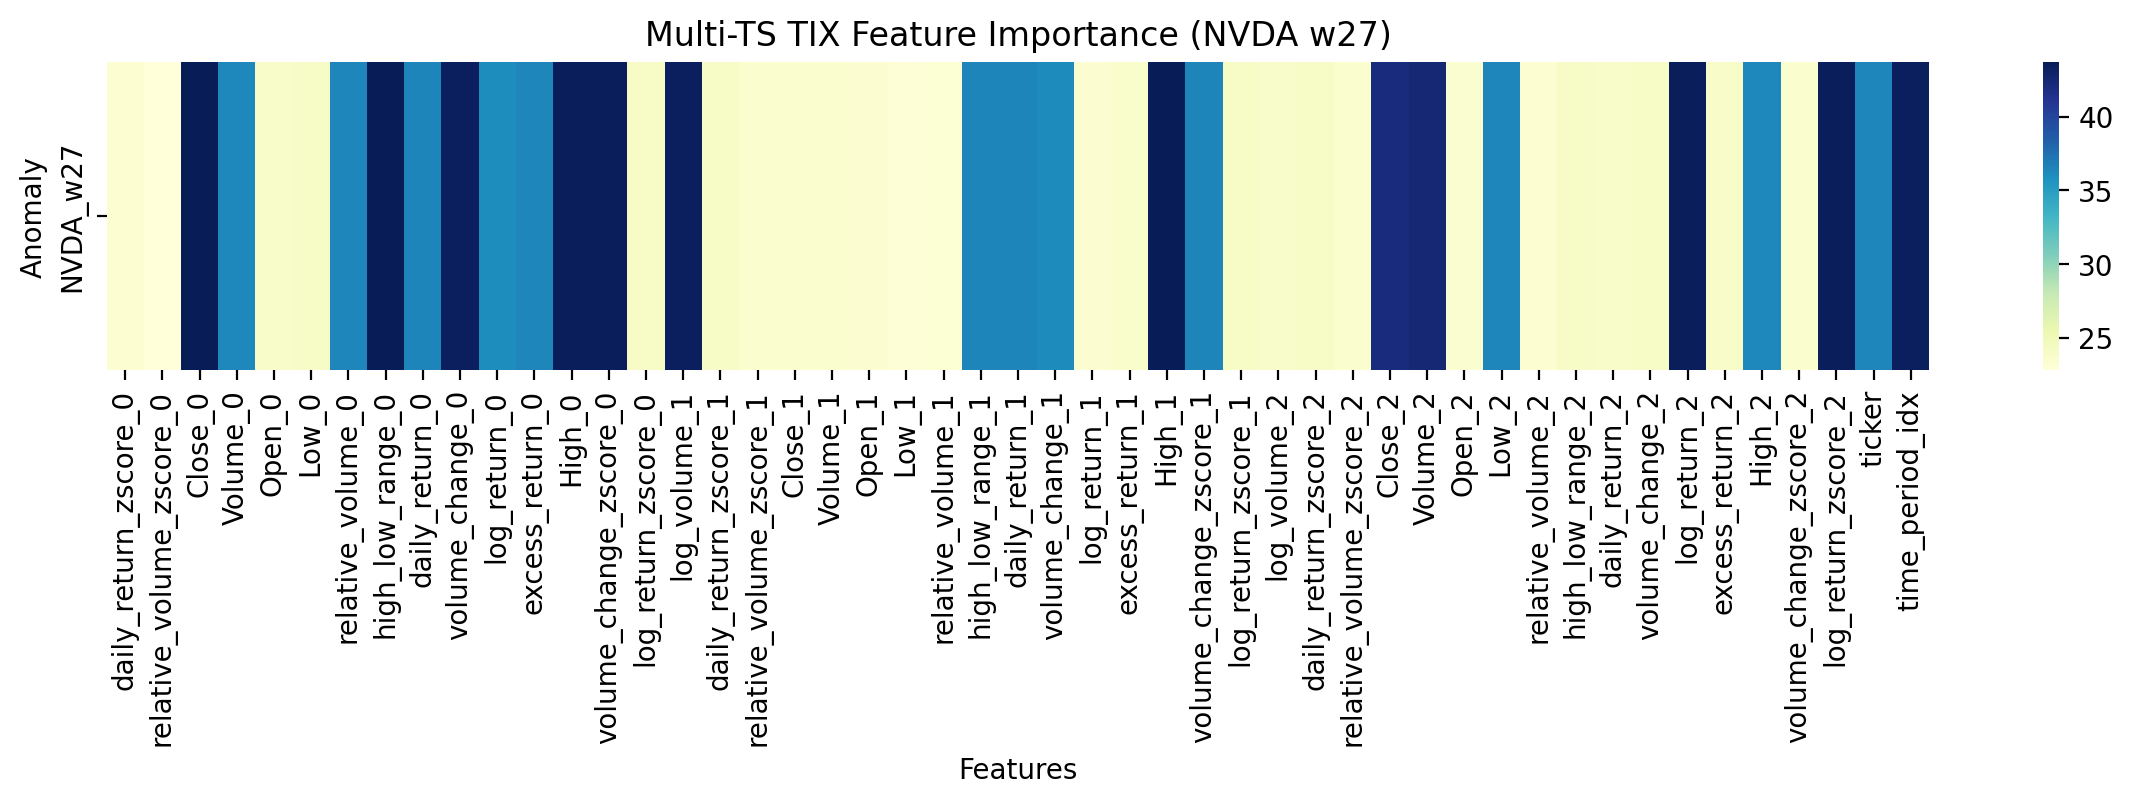 Multi-TS TIX Feature Importance (NVDA w27)
Anomaly
NVDA_w27
40
35
30
25
daily_return_zscore_0
relative_volume_zscore_0
Close_0
Volume_0
Open_0
Low_0
relative_volume_0
high_low_range_0
daily_return_0
volume_change_0
log_return_0
excess_return_0
High_0
volume_change_zscore_0
log_return_zscore_0
log_volume_1
daily_return_zscore_1
relative_volume_zscore_1
Close_1
Volume_1
Open_1
Low_1
relative_volume_1
high_low_range_1
daily_return_1
volume_change_1
log_return_1
excess_return_1
High_1
volume_change_zscore_1
log_return_zscore_1
log_volume_2
daily_return_zscore_2
relative_volume_zscore_2
Close_2
Volume_2
Open_2
Low_2
relative_volume_2
high_low_range_2
daily_return_2
volume_change_2
log_return_2
excess_return_2
High_2
volume_change_zscore_2
log_return_zscore_2
ticker
time_period_idx
Features